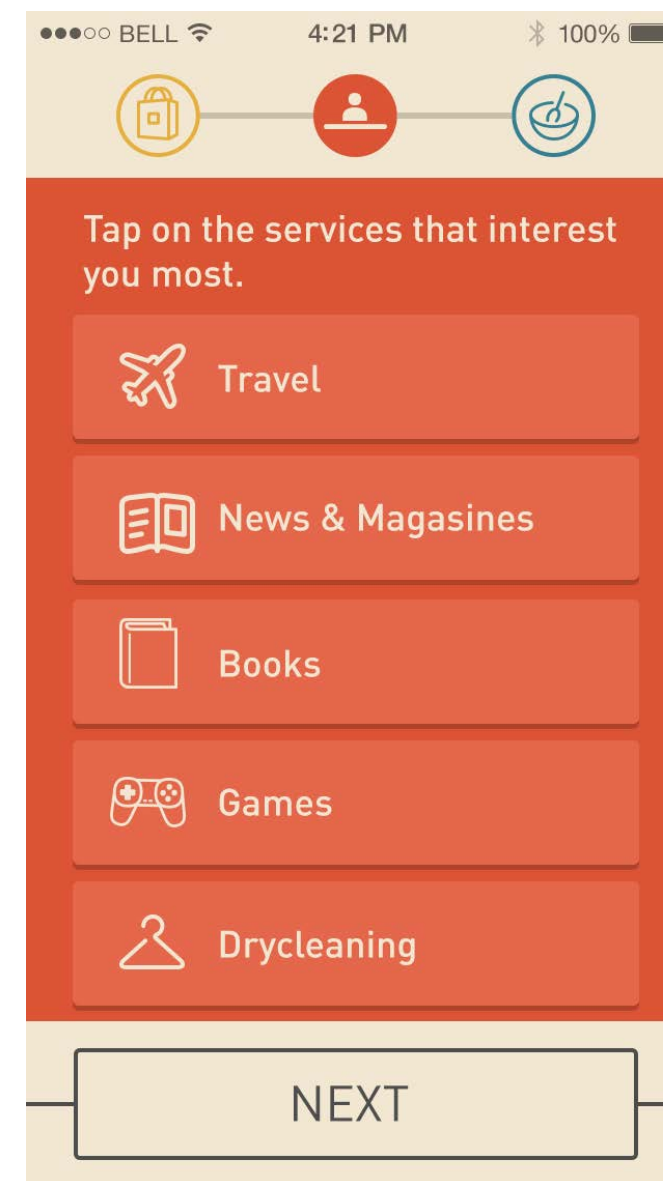 BELL 4:21 PM 100%
Tap on the services that interest
you most.
Travel
News & Magasines
Books
Games
Drycleaning
NEXT